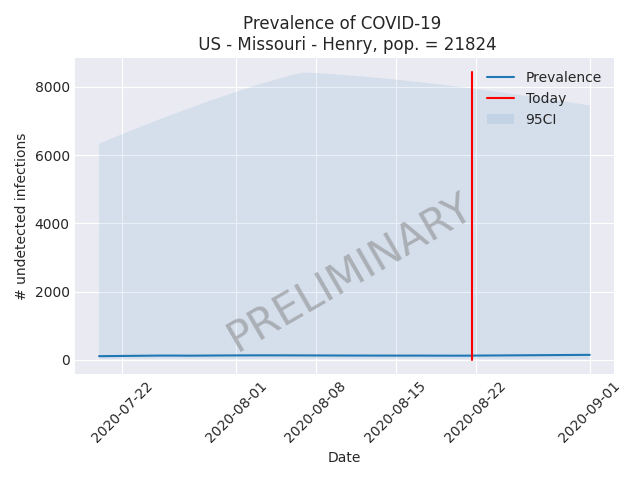 Prevalence of COVID-19
US - Missouri - Henry, pop. = 21824
8000
6000
4000
2000
0
# undetected infections
Prevalence
Today
95CI
PRELIMINARY
2020-07-22
2020-08-01
2020-08-08
2020-08-15
2020-08-22
2020-09-01
Date